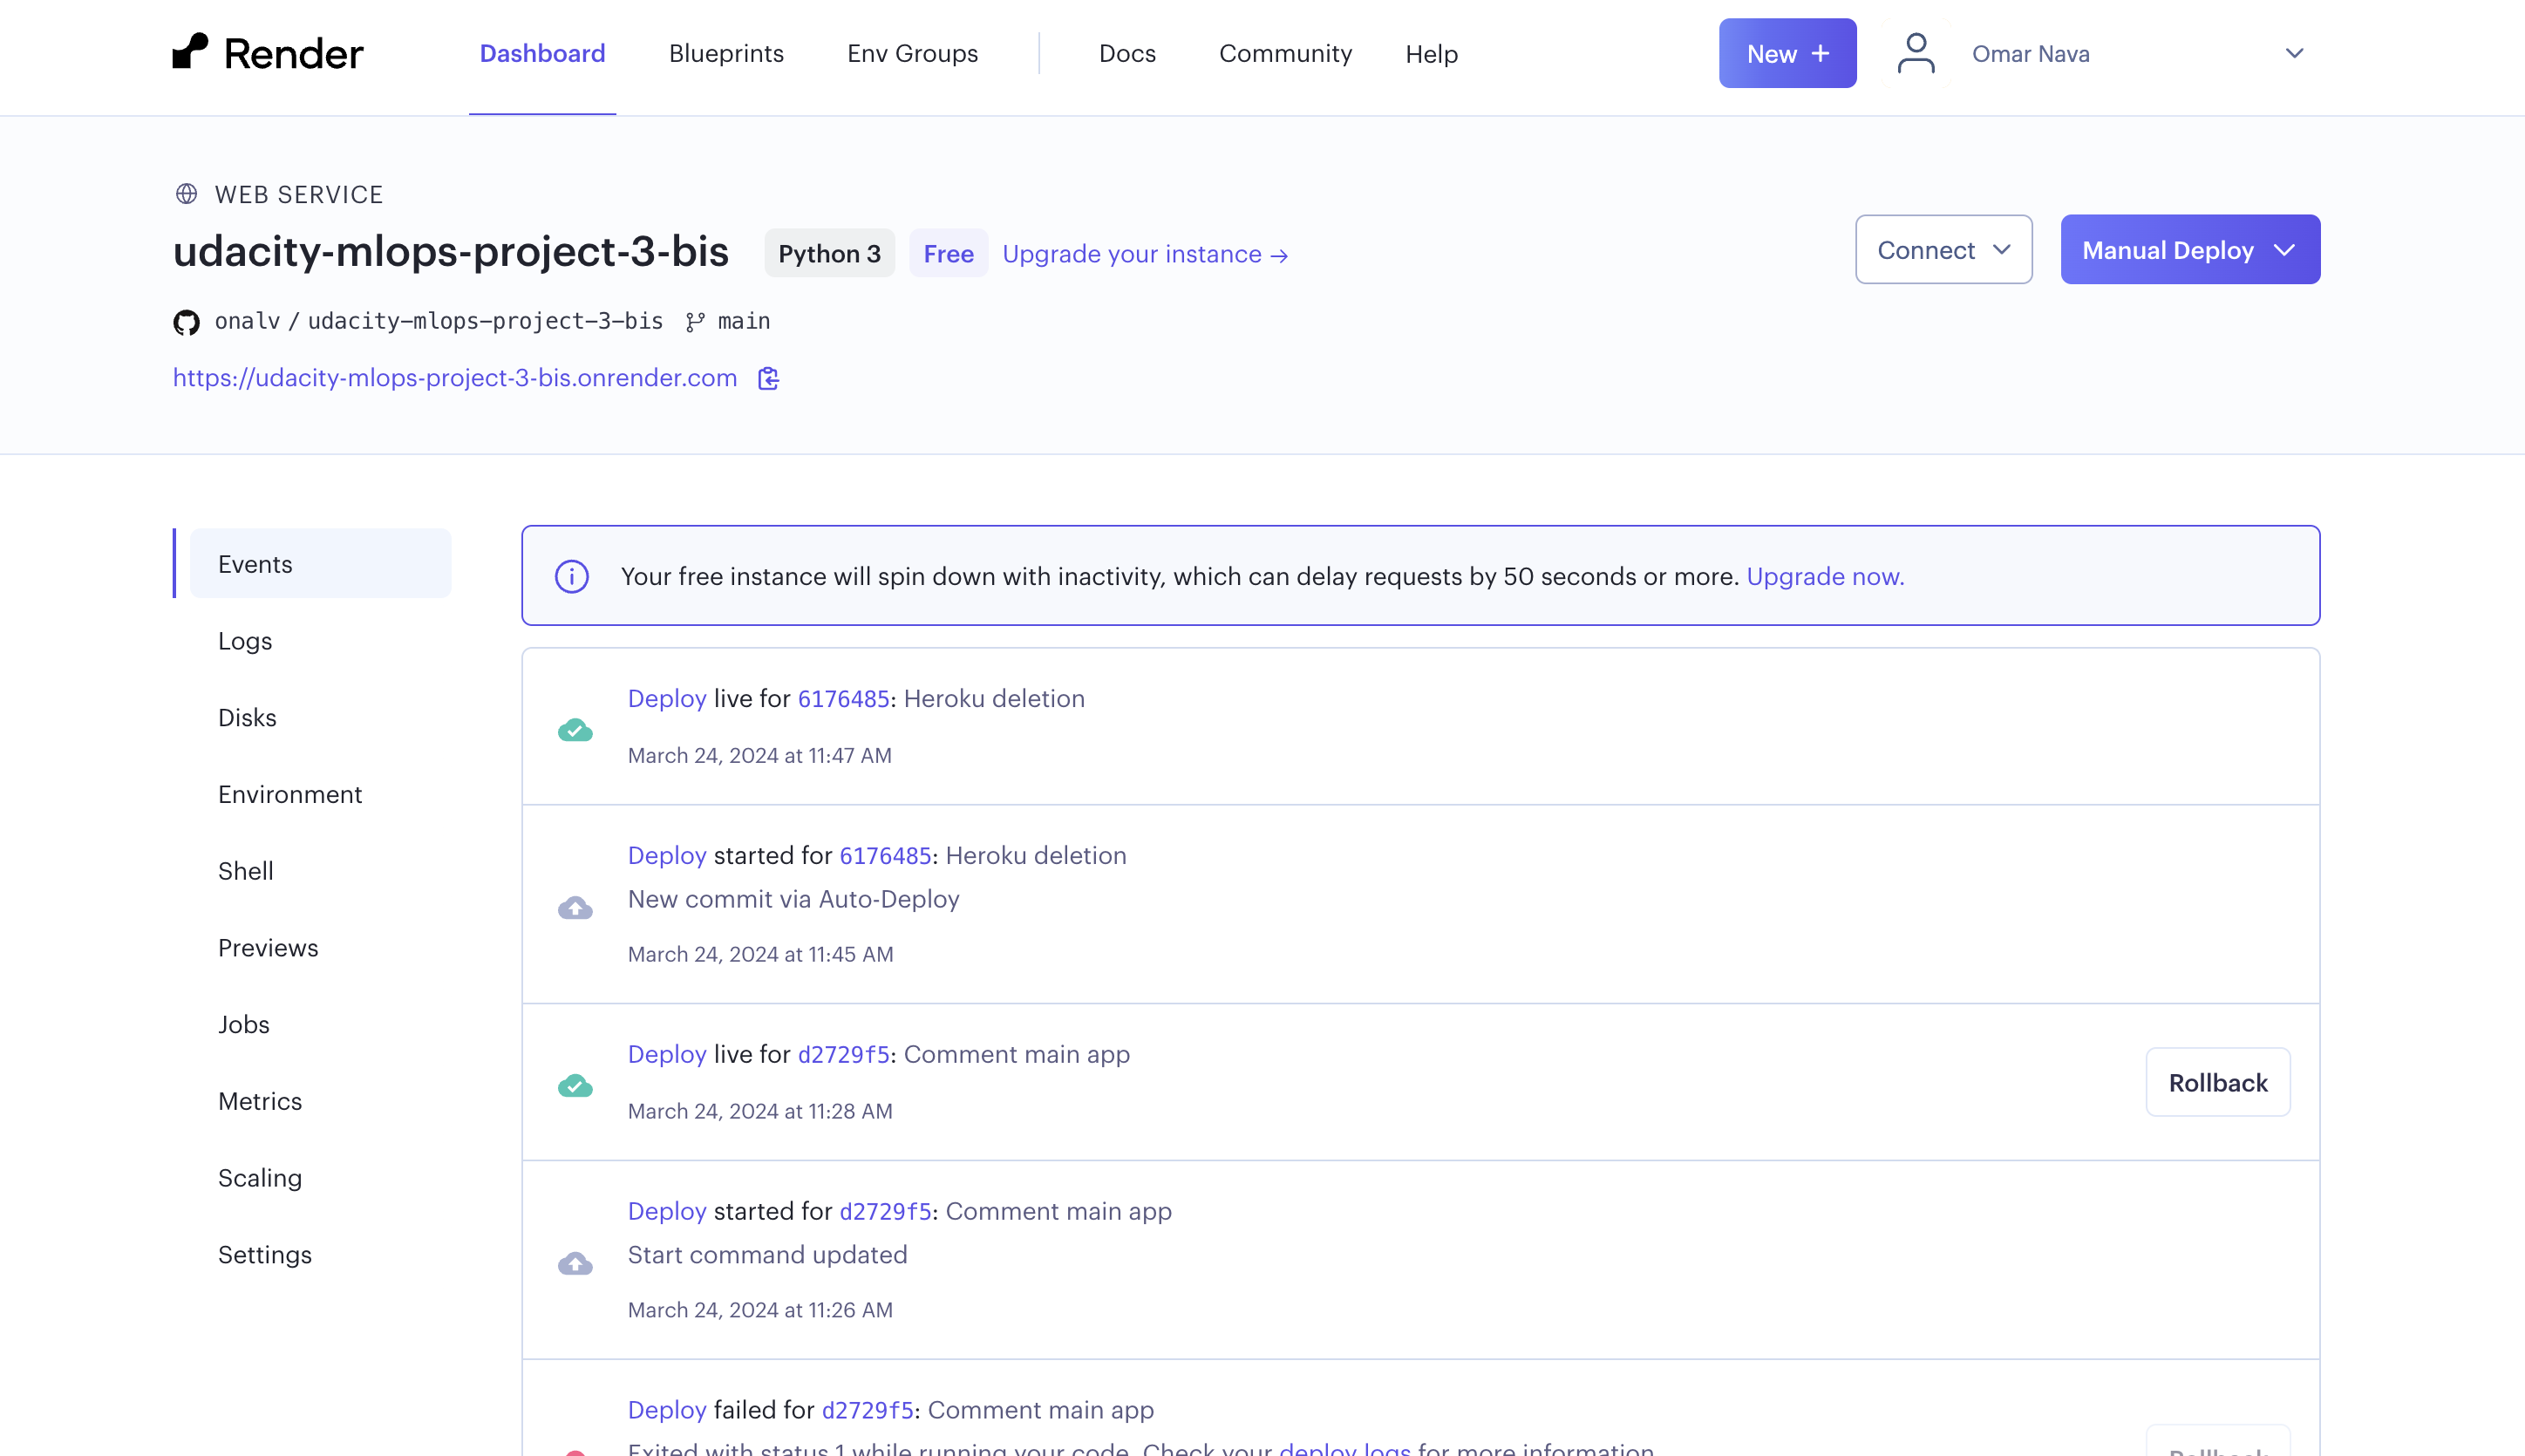 Render
Dashboard
Blueprints
Env Groups
Docs
Community
Help
New +
Omar Nava
WEB SERVICE
udacity-mlops-project-3-bis
Python 3
Free
Upgrade your instance →
Connect
Manual Deploy
onalv / udacity-mlops-project-3-bis
main
https://udacity-mlops-project-3-bis.onrender.com
Events
Logs
Disks
Environment
Shell
Previews
Jobs
Metrics
Scaling
Settings
Your free instance will spin down with inactivity, which can delay requests by 50 seconds or more. Upgrade now.
Deploy live for 6176485: Heroku deletion
March 24, 2024 at 11:47 AM
Deploy started for 6176485: Heroku deletion
New commit via Auto-Deploy
March 24, 2024 at 11:45 AM
Deploy live for d2729f5: Comment main app
March 24, 2024 at 11:28 AM
Rollback
Deploy started for d2729f5: Comment main app
Start command updated
March 24, 2024 at 11:26 AM
Deploy failed for d2729f5: Comment main app
Exited with status 1 while running your code. Check your deploy logs for more information.
Rollback